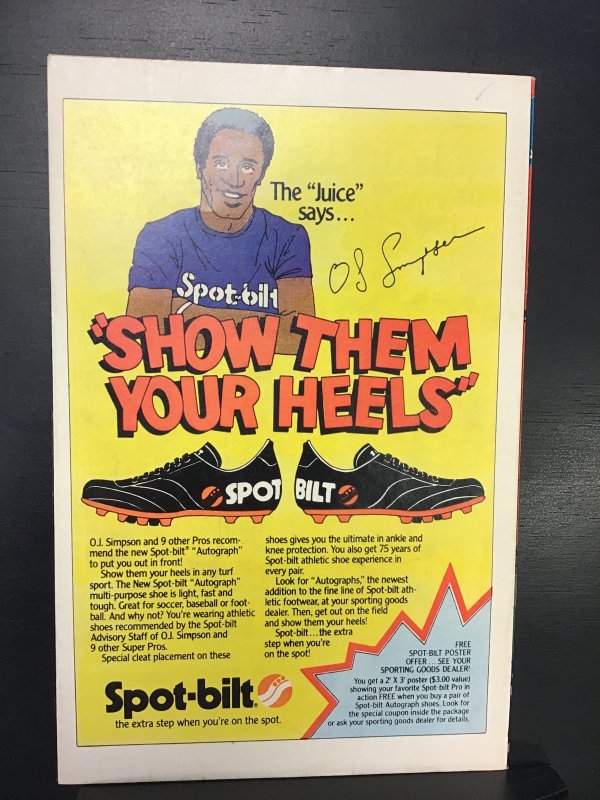 The “Juice”
says...
O J Simpson
Spot-bilt
“SHOW THEM
YOUR HEELS”
SPOT BILT
O.J. Simpson and 9 other Pros recom-
mend the new Spot-bilt® “Autograph”
to put you out in front!
Show them your heels in any turf
sport. The New Spot-bilt “Autograph”
multi-purpose shoe is light, fast and
tough. Great for soccer, baseball or foot-
ball. And why not? You're wearing athletic
shoes recommended by the Spot-bilt
Advisory Staff of O.J. Simpson and
9 other Super Pros.
Special cleat placement on these
shoes gives you the ultimate in ankle and
knee protection. You also get 75 years of
Spot-bilt athletic shoe experience in
every pair.
Look for “Autographs,” the newest
addition to the fine line of Spot-bilt ath-
letic footwear, at your sporting goods
dealer. Then, get out on the field
and show them your heels!
Spot-bilt...the extra
step when you're
on the spot!
Spot-bilt®
the extra step when you're on the spot.
FREE
SPOT-BILT POSTER
OFFER...SEE YOUR
SPORTING GOODS DEALER!
You get a 2' X 3' poster ($3.00 value)
showing your favorite Spot-bilt Pro in
action FREE when you buy a pair of
Spot-bilt Autograph shoes. Look for
the special coupon inside the package
or ask your sporting goods dealer for details.